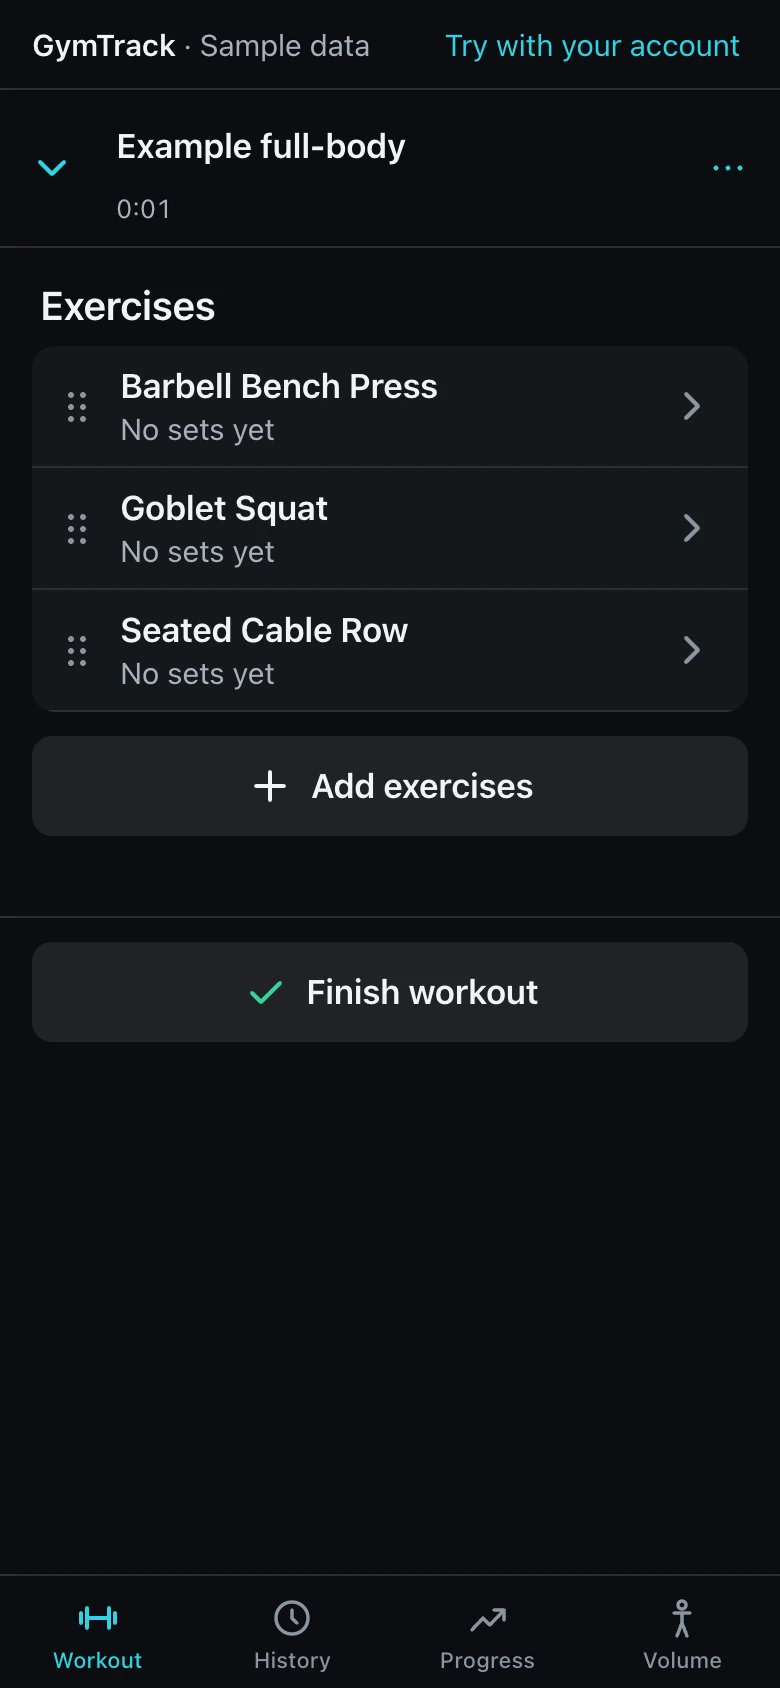 GymTrack · Sample data
Try with your account
Example full-body
...
0:01
Exercises
Barbell Bench Press
No sets yet
Goblet Squat
No sets yet
Seated Cable Row
No sets yet
Add exercises
Finish workout
Workout
History
Progress
Volume